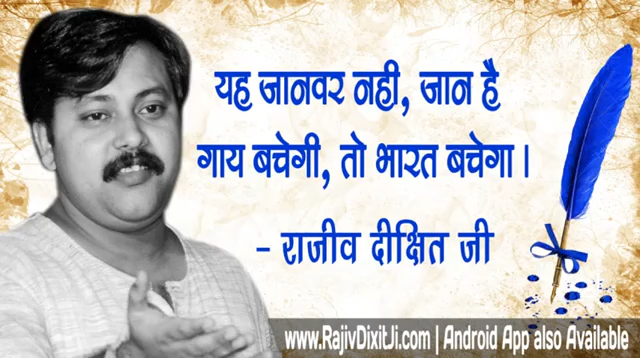 यह जानवर नही, जान है
गाय बचेगी, तो भारत बचेगा।
- राजीव दीक्षित जी
www.RajivDixitJi.com | Android App also Available